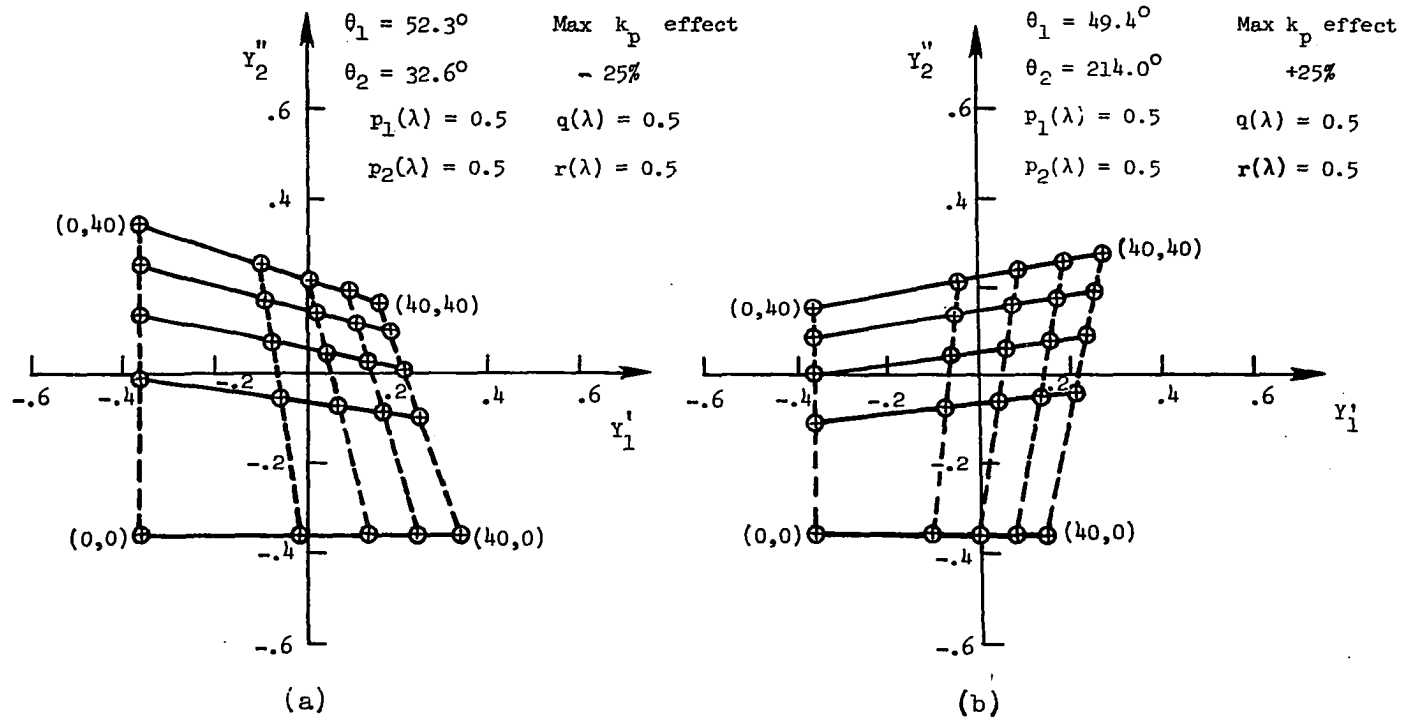 θ1 = 52.3° Max kp effect
θ2 = 32.6° - 25%
p1(λ) = 0.5 q(λ) = 0.5
p2(λ) = 0.5 r(λ) = 0.5
Y2''
.6
.4
(0,40)
(40,40)
-.6 -.4 -.2 .2 .4 .6
Y1'
-.2
(0,0)
(40,0)
-.4
-.6
(a)
θ1 = 49.4° Max kp effect
θ2 = 214.0° +25%
p1(λ) = 0.5 q(λ) = 0.5
p2(λ) = 0.5 r(λ) = 0.5
Y2''
.6
.4
(40,40)
(0,40)
-.6 -.4 -.2 .2 .4 .6
Y1'
-.2
(0,0)
(40,0)
-.4
-.6
(b)